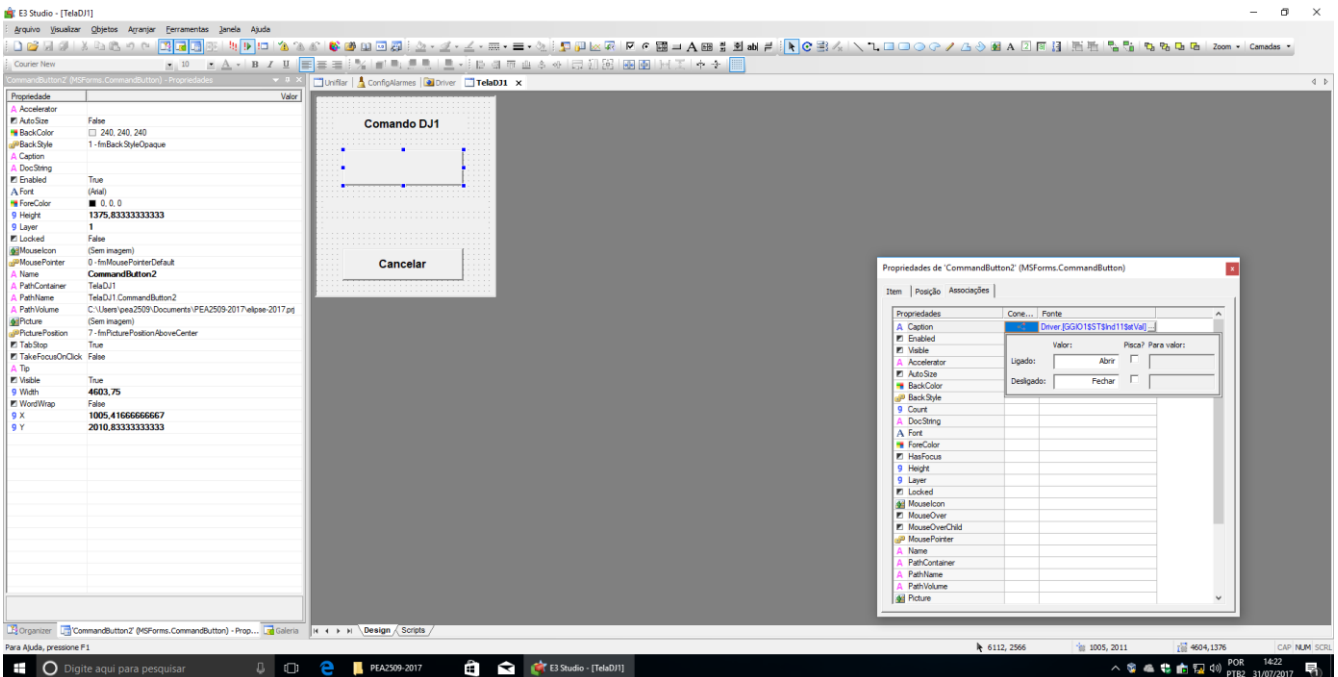 E3 Studio - [TelaDJ1]
Arquivo Visualizar Objetos Arranjar Ferramentas Janela Ajuda
Zoom Camadas
Courier New 10 A B I U
'CommandButton2' (MSForms.CommandButton) - Propriedades
Unifilar ConfigAlarmes Driver TelaDJ1 x
Propriedade Valor
A Accelerator
AutoSize False
BackColor 240, 240, 240
BackStyle 1 - fmBackStyleOpaque
A Caption
A DocString
Enabled True
A Font (Arial)
ForeColor 0, 0, 0
9 Height 1375,83333333333
9 Layer 1
Locked False
MouseIcon (Sem imagem)
MousePointer 0 - fmMousePointerDefault
A Name CommandButton2
A PathContainer TelaDJ1
A PathName TelaDJ1.CommandButton2
A PathVolume C:\Users\pea2509\Documents\PEA2509-2017\elipse-2017.prj
Picture (Sem imagem)
PicturePosition 7 - fmPicturePositionAboveCenter
TabStop True
TakeFocusOnClick False
A Tip
Visible True
9 Width 4603,75
WordWrap False
9 X 1005,41666666667
9 Y 2010,83333333333
Comando DJ1
Cancelar
Propriedades de 'CommandButton2' (MSForms.CommandButton)
Item Posição Associações
Propriedades Cone... Fonte
A Caption Driver.[GGIO1$ST$Ind11$stVal] ...
Enabled
Visible
A Accelerator
AutoSize
BackColor
BackStyle
9 Count
A DocString
A Font
ForeColor
HasFocus
9 Height
9 Layer
Locked
MouseIcon
MouseOver
MouseOverChild
MousePointer
A Name
A PathContainer
A PathName
A PathVolume
Picture
Valor: Pisca? Para valor:
Ligado: Abrir
Desligado: Fechar
Organizer 'CommandButton2' (MSForms.CommandButton) - Prop... Galeria
Design Scripts
Para Ajuda, pressione F1
6112, 2566 1005, 2011 4604,1376 CAP NUM SCRL
Digite aqui para pesquisar
PEA2509-2017
E3 Studio - [TelaDJ1]
POR 14:22
PTB2 31/07/2017